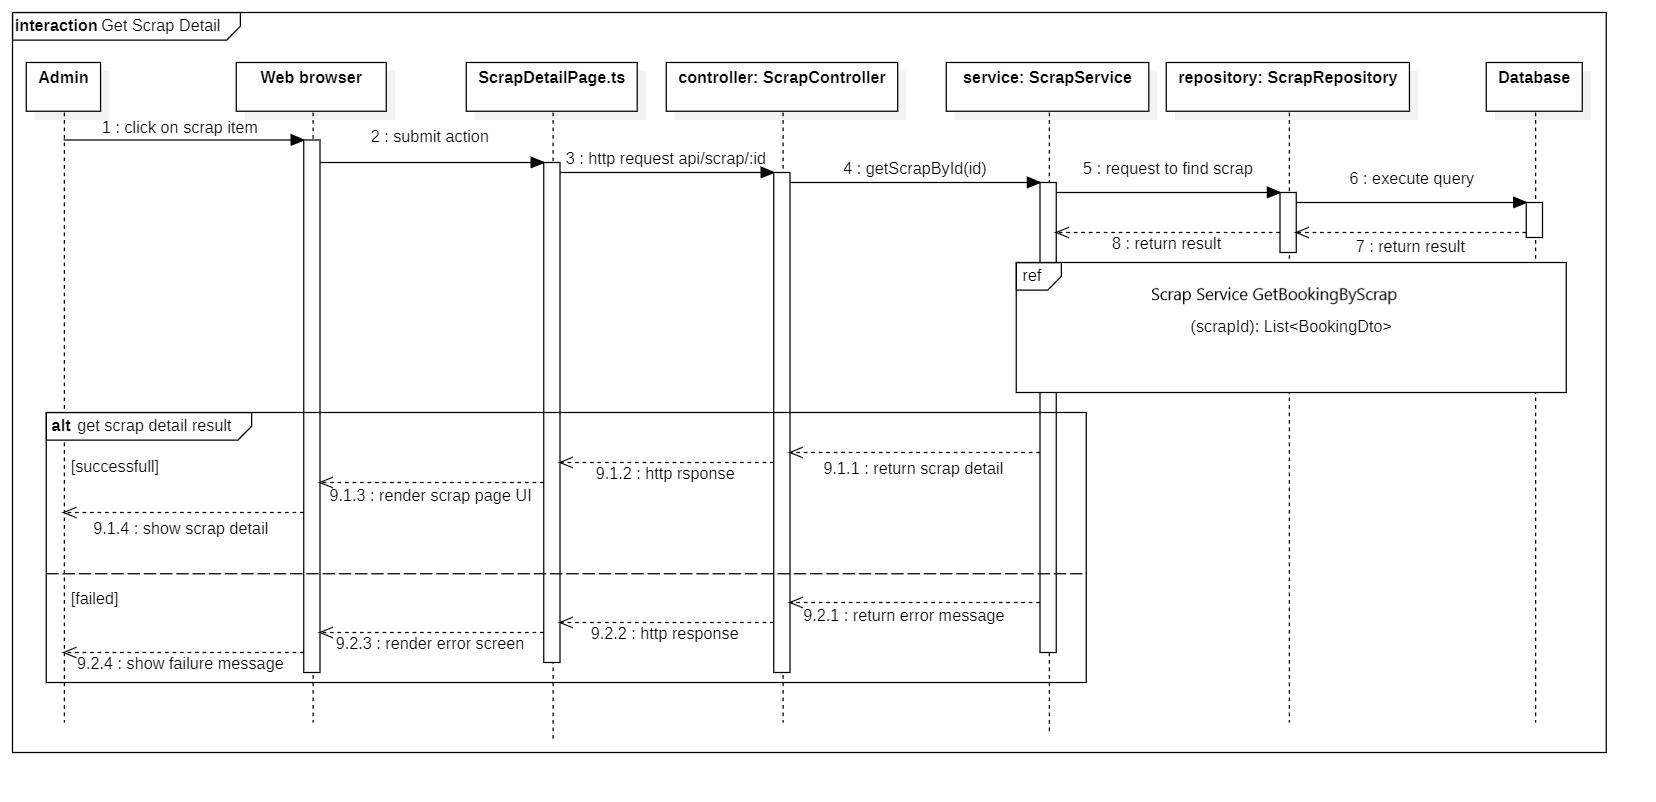 interaction Get Scrap Detail
Admin
Web browser
ScrapDetailPage.ts
controller: ScrapController
service: ScrapService
repository: ScrapRepository
Database
1 : click on scrap item
2 : submit action
3 : http request api/scrap/:id
4 : getScrapById(id)
5 : request to find scrap
6 : execute query
8 : return result
7 : return result
ref
Scrap Service GetBookingByScrap
(scrapId): List<BookingDto>
alt get scrap detail result
[successfull]
9.1.1 : return scrap detail
9.1.2 : http rsponse
9.1.3 : render scrap page UI
9.1.4 : show scrap detail
[failed]
9.2.1 : return error message
9.2.2 : http response
9.2.3 : render error screen
9.2.4 : show failure message